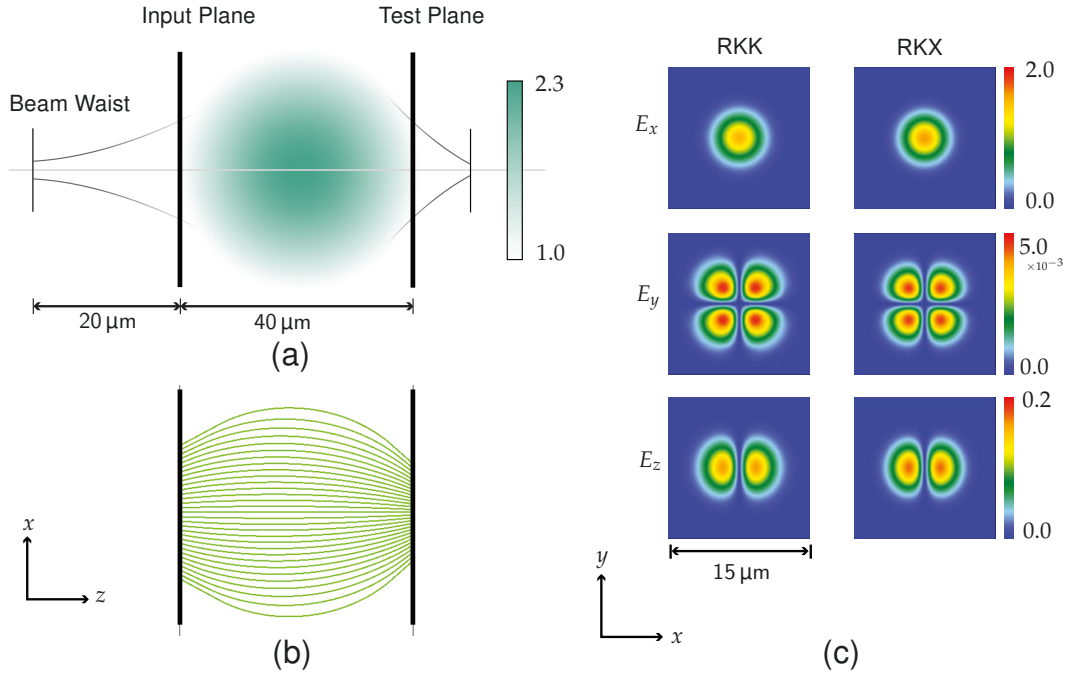 Input Plane
Test Plane
Beam Waist
2.3
1.0
20 µm
40 µm
(a)
x
z
(b)
RKK
RKX
E_x
2.0
0.0
E_y
5.0
×10⁻³
0.0
E_z
0.2
0.0
15 µm
y
x
(c)